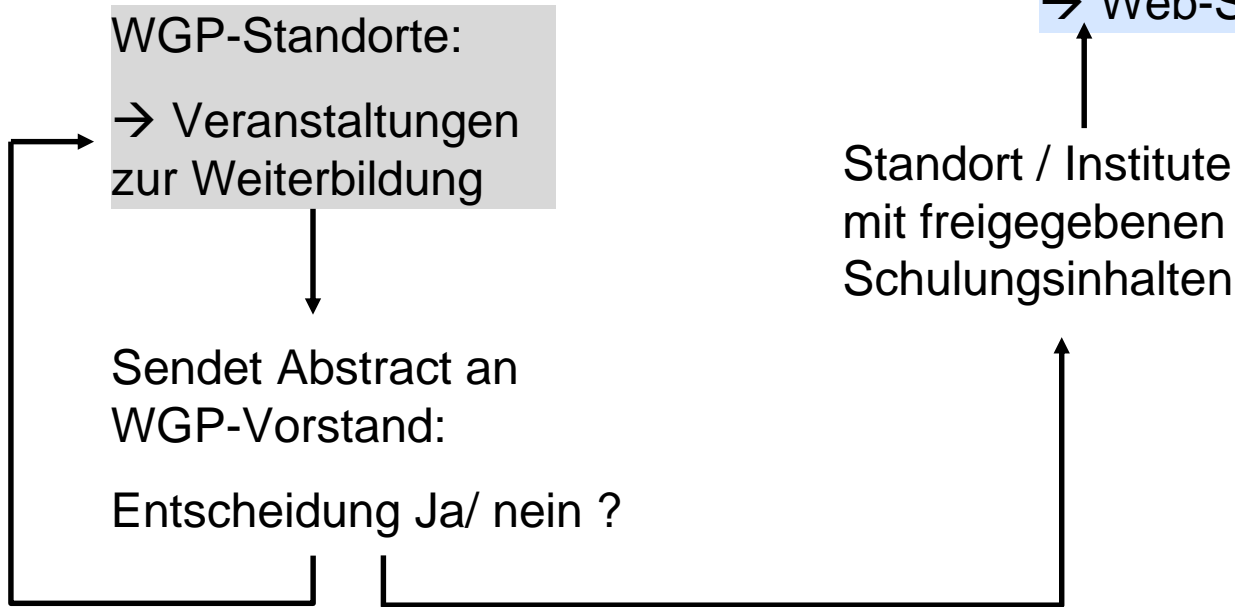 WGP-Standorte:
→ Veranstaltungen
zur Weiterbildung
Sendet Abstract an
WGP-Vorstand:
Entscheidung Ja/ nein ?
Standort / Institute
mit freigegebenen
Schulungsinhalten